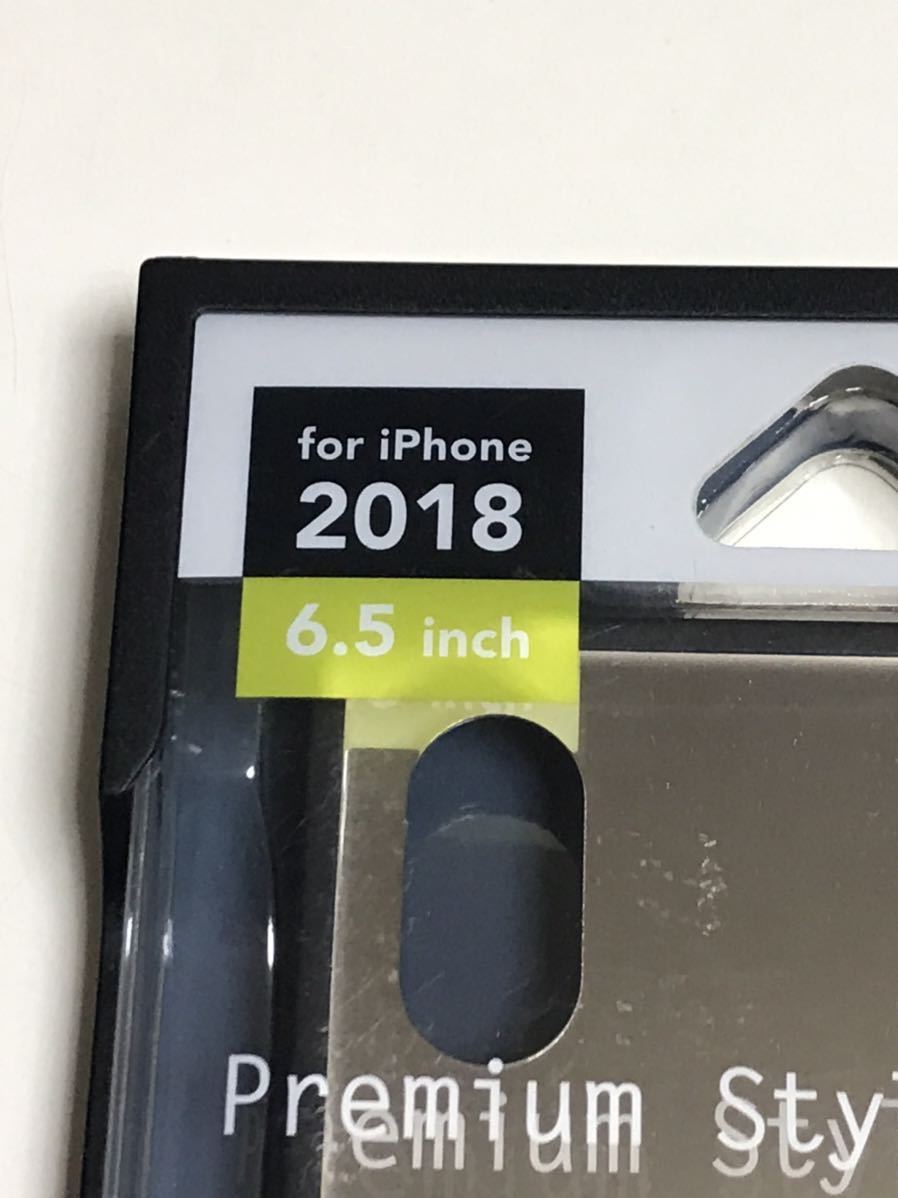 for iPhone
2018
6.5 inch
Premium Sty